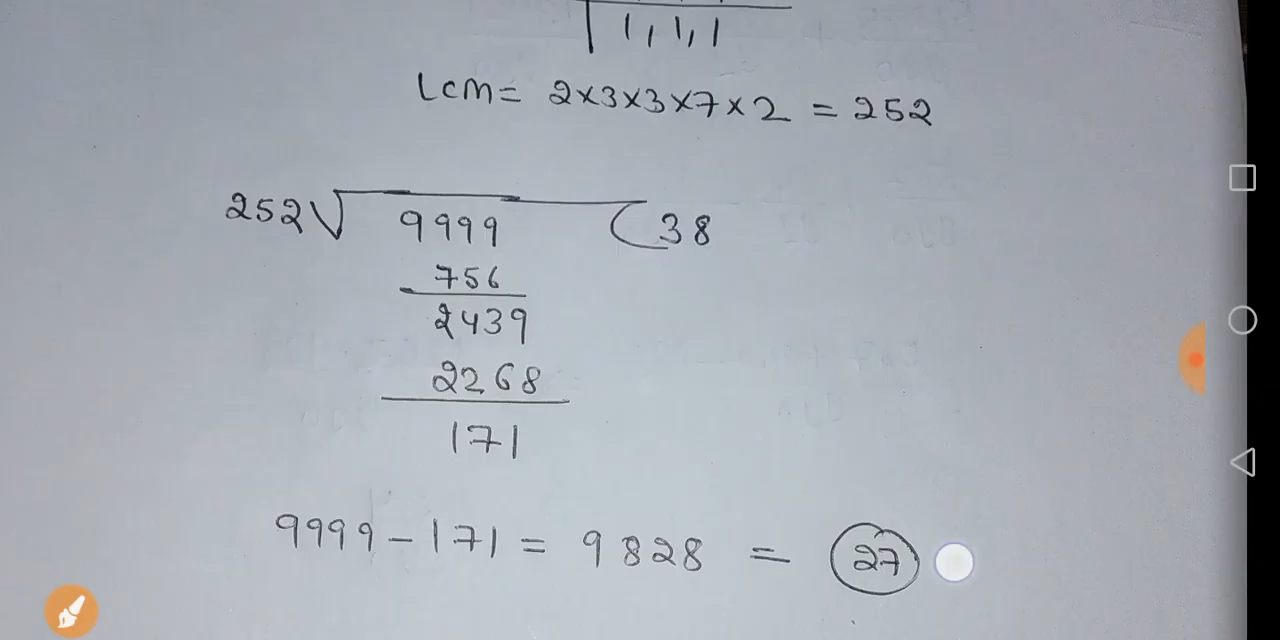 1, 1, 1
LCM = 2×3×3×7×2 = 252
252√ 9999 (38
756
2439
2268
171
9999 - 171 = 9828 = 27